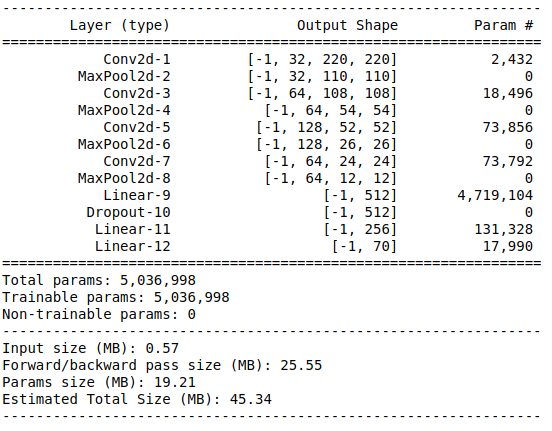 ----------------------------------------------------------------
        Layer (type)               Output Shape         Param #
================================================================
            Conv2d-1         [-1, 32, 220, 220]           2,432
         MaxPool2d-2         [-1, 32, 110, 110]               0
            Conv2d-3         [-1, 64, 108, 108]          18,496
         MaxPool2d-4           [-1, 64, 54, 54]               0
            Conv2d-5          [-1, 128, 52, 52]          73,856
         MaxPool2d-6          [-1, 128, 26, 26]               0
            Conv2d-7           [-1, 64, 24, 24]          73,792
         MaxPool2d-8           [-1, 64, 12, 12]               0
            Linear-9                  [-1, 512]       4,719,104
          Dropout-10                  [-1, 512]               0
           Linear-11                  [-1, 256]         131,328
           Linear-12                   [-1, 70]          17,990
================================================================
Total params: 5,036,998
Trainable params: 5,036,998
Non-trainable params: 0
----------------------------------------------------------------
Input size (MB): 0.57
Forward/backward pass size (MB): 25.55
Params size (MB): 19.21
Estimated Total Size (MB): 45.34
----------------------------------------------------------------